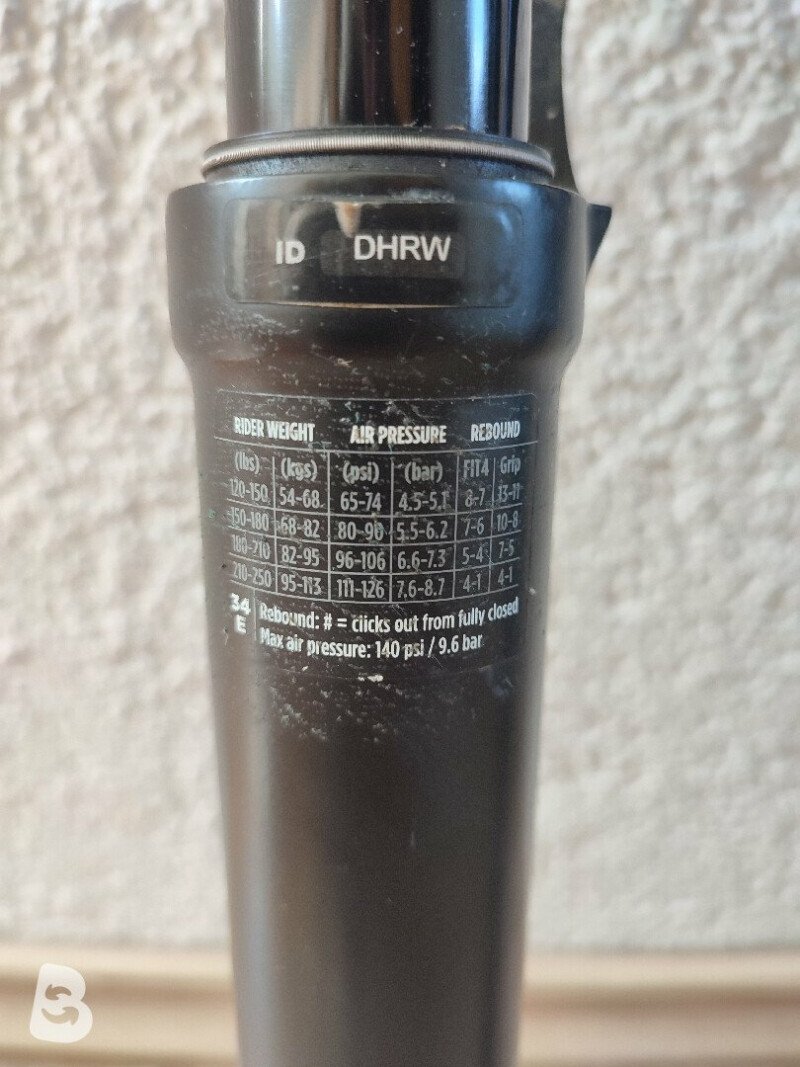 ID DHRW
RIDER WEIGHT AIR PRESSURE REBOUND
(lbs) (kgs) (psi) (bar) FIT4 Grip
120-150 54-68 65-74 4.5-5.1 8-7 13-11
150-180 68-82 80-90 5.5-6.2 7-6 10-8
180-210 82-95 96-106 6.6-7.3 5-4 7-5
210-250 95-113 111-126 7.6-8.7 4-1 4-1
34 Rebound: # = clicks out from fully closed
E Max air pressure: 140 psi / 9.6 bar
B